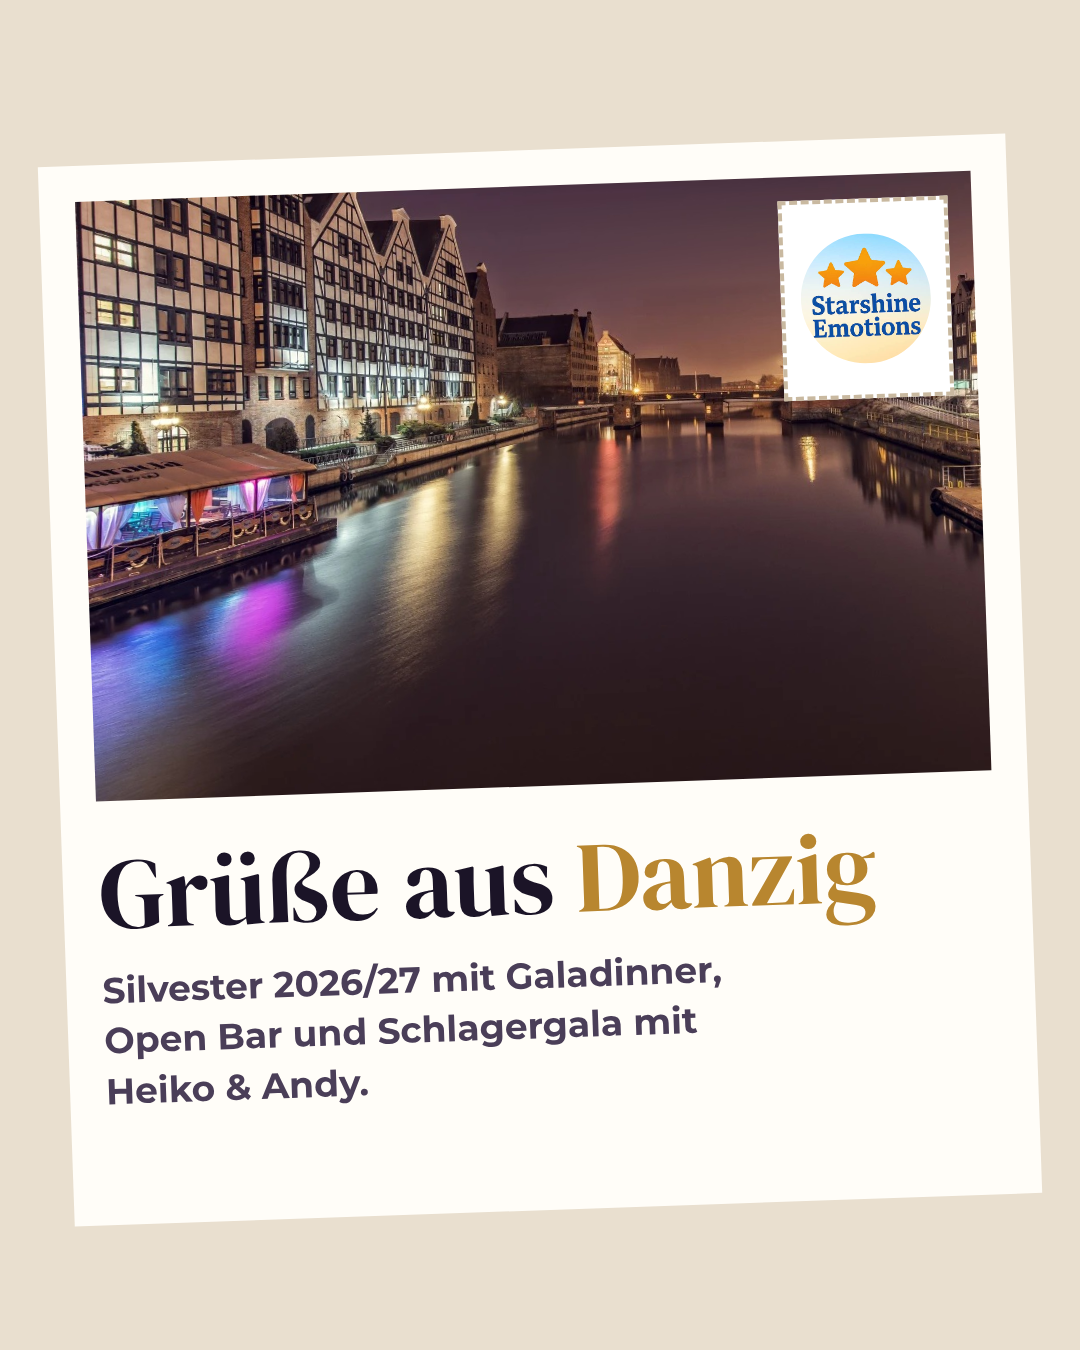 Starshine
Emotions
Grüße aus Danzig
Silvester 2026/27 mit Galadinner,
Open Bar und Schlagergala mit
Heiko & Andy.